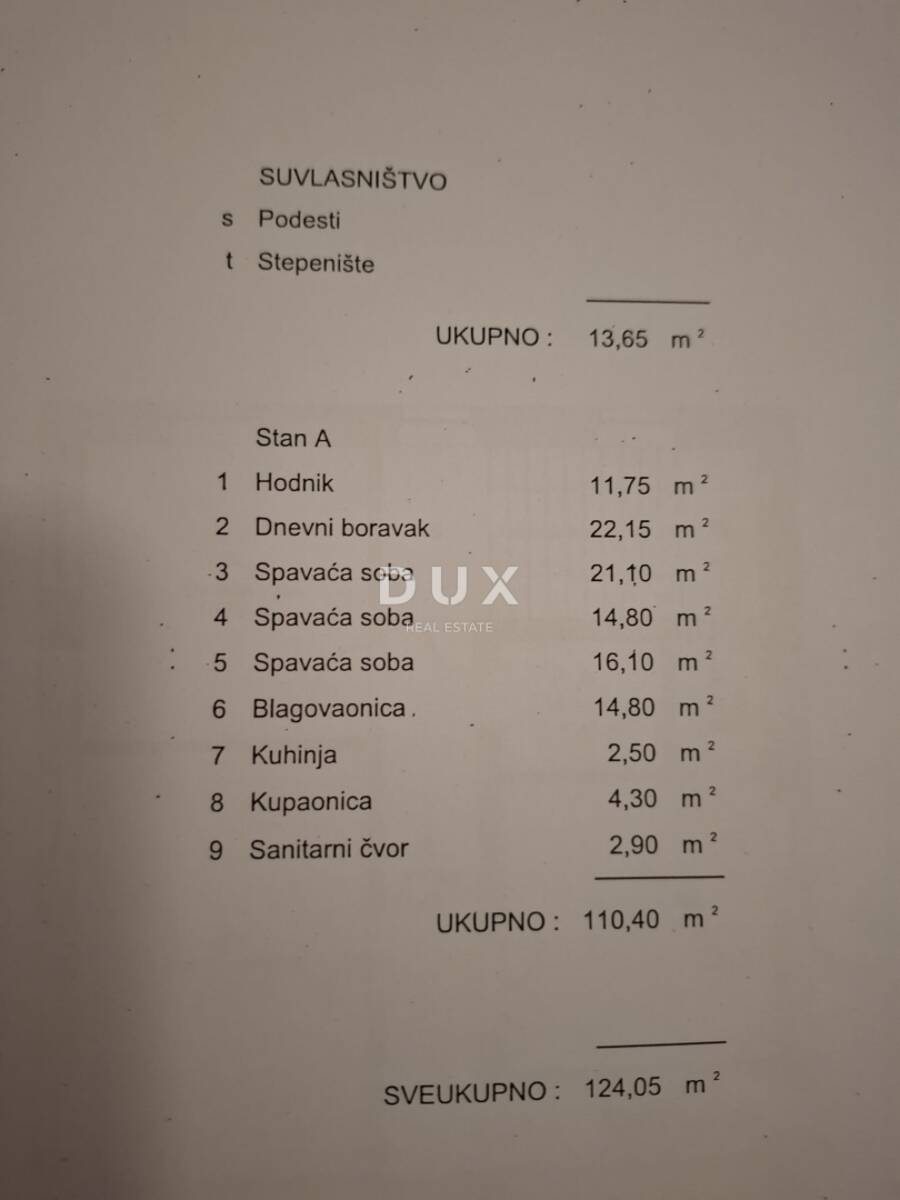 SUVLASNIŠTVO
s Podesti
t Stepenište
UKUPNO : 13,65 m²
Stan A
1 Hodnik 11,75 m²
2 Dnevni boravak 22,15 m²
3 Spavaća soba 21,10 m²
DUX
4 Spavaća soba 14,80 m²
REAL ESTATE
5 Spavaća soba 16,10 m²
6 Blagovaonica 14,80 m²
7 Kuhinja 2,50 m²
8 Kupaonica 4,30 m²
9 Sanitarni čvor 2,90 m²
UKUPNO : 110,40 m²
SVEUKUPNO : 124,05 m²